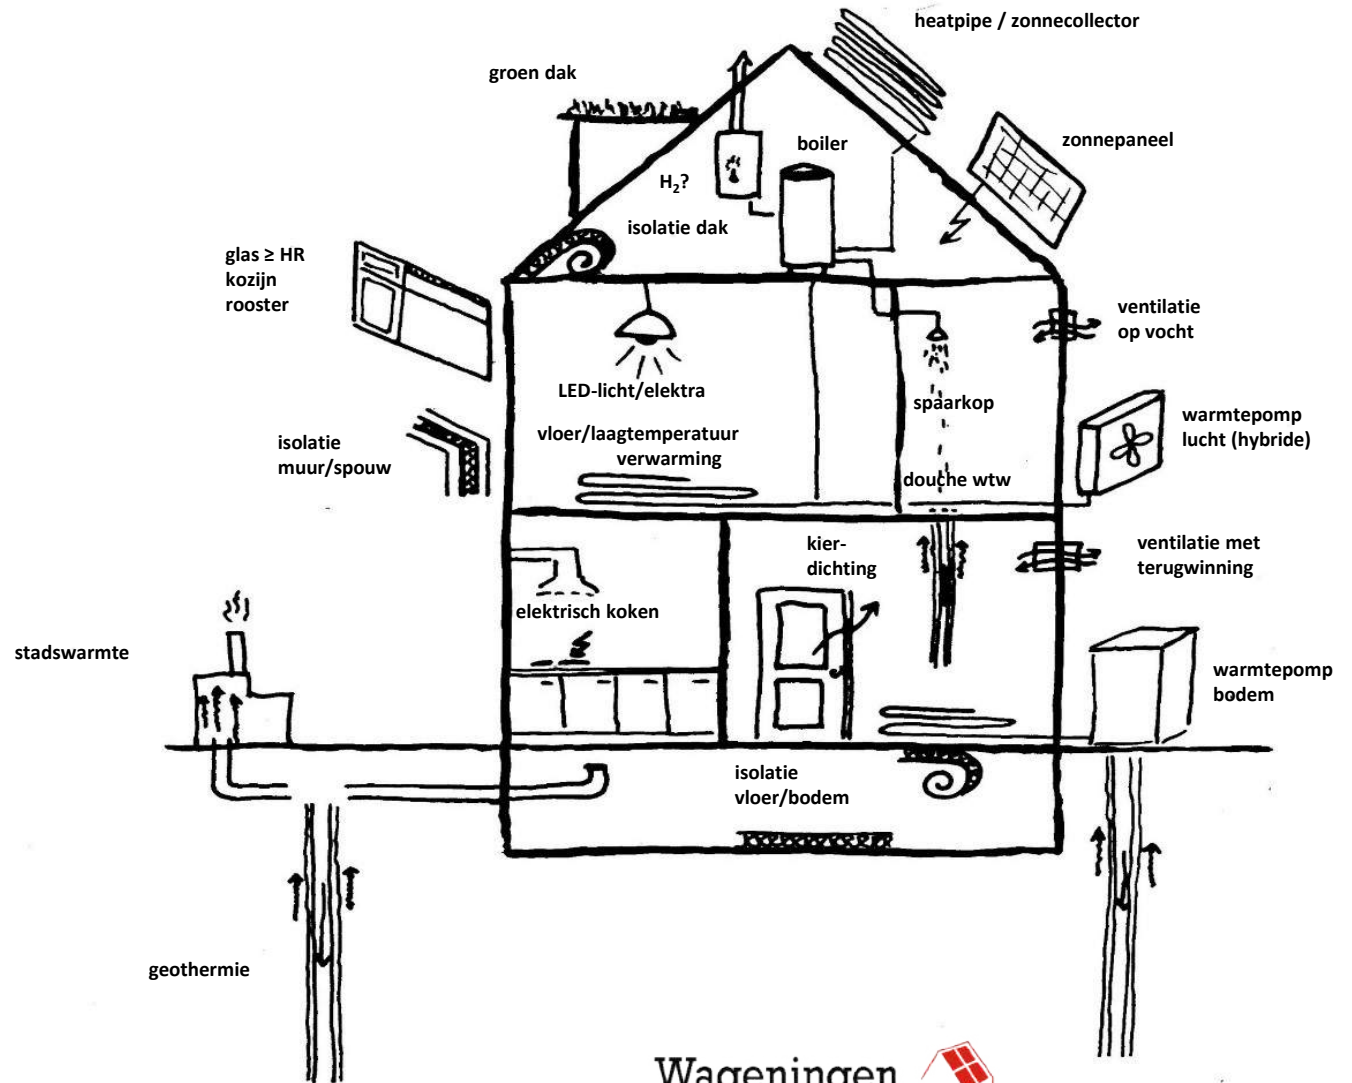 heatpipe / zonnecollector
groen dak
zonnepaneel
boiler
H₂?
isolatie dak
glas ≥ HR
kozijn
rooster
ventilatie
op vocht
LED-licht/elektra
spaarkop
warmtepomp
lucht (hybride)
isolatie
muur/spouw
vloer/laagtemperatuur
verwarming
douche wtw
kier-
dichting
ventilatie met
terugwinning
elektrisch koken
stadswarmte
warmtepomp
bodem
isolatie
vloer/bodem
geothermie
Wageningen